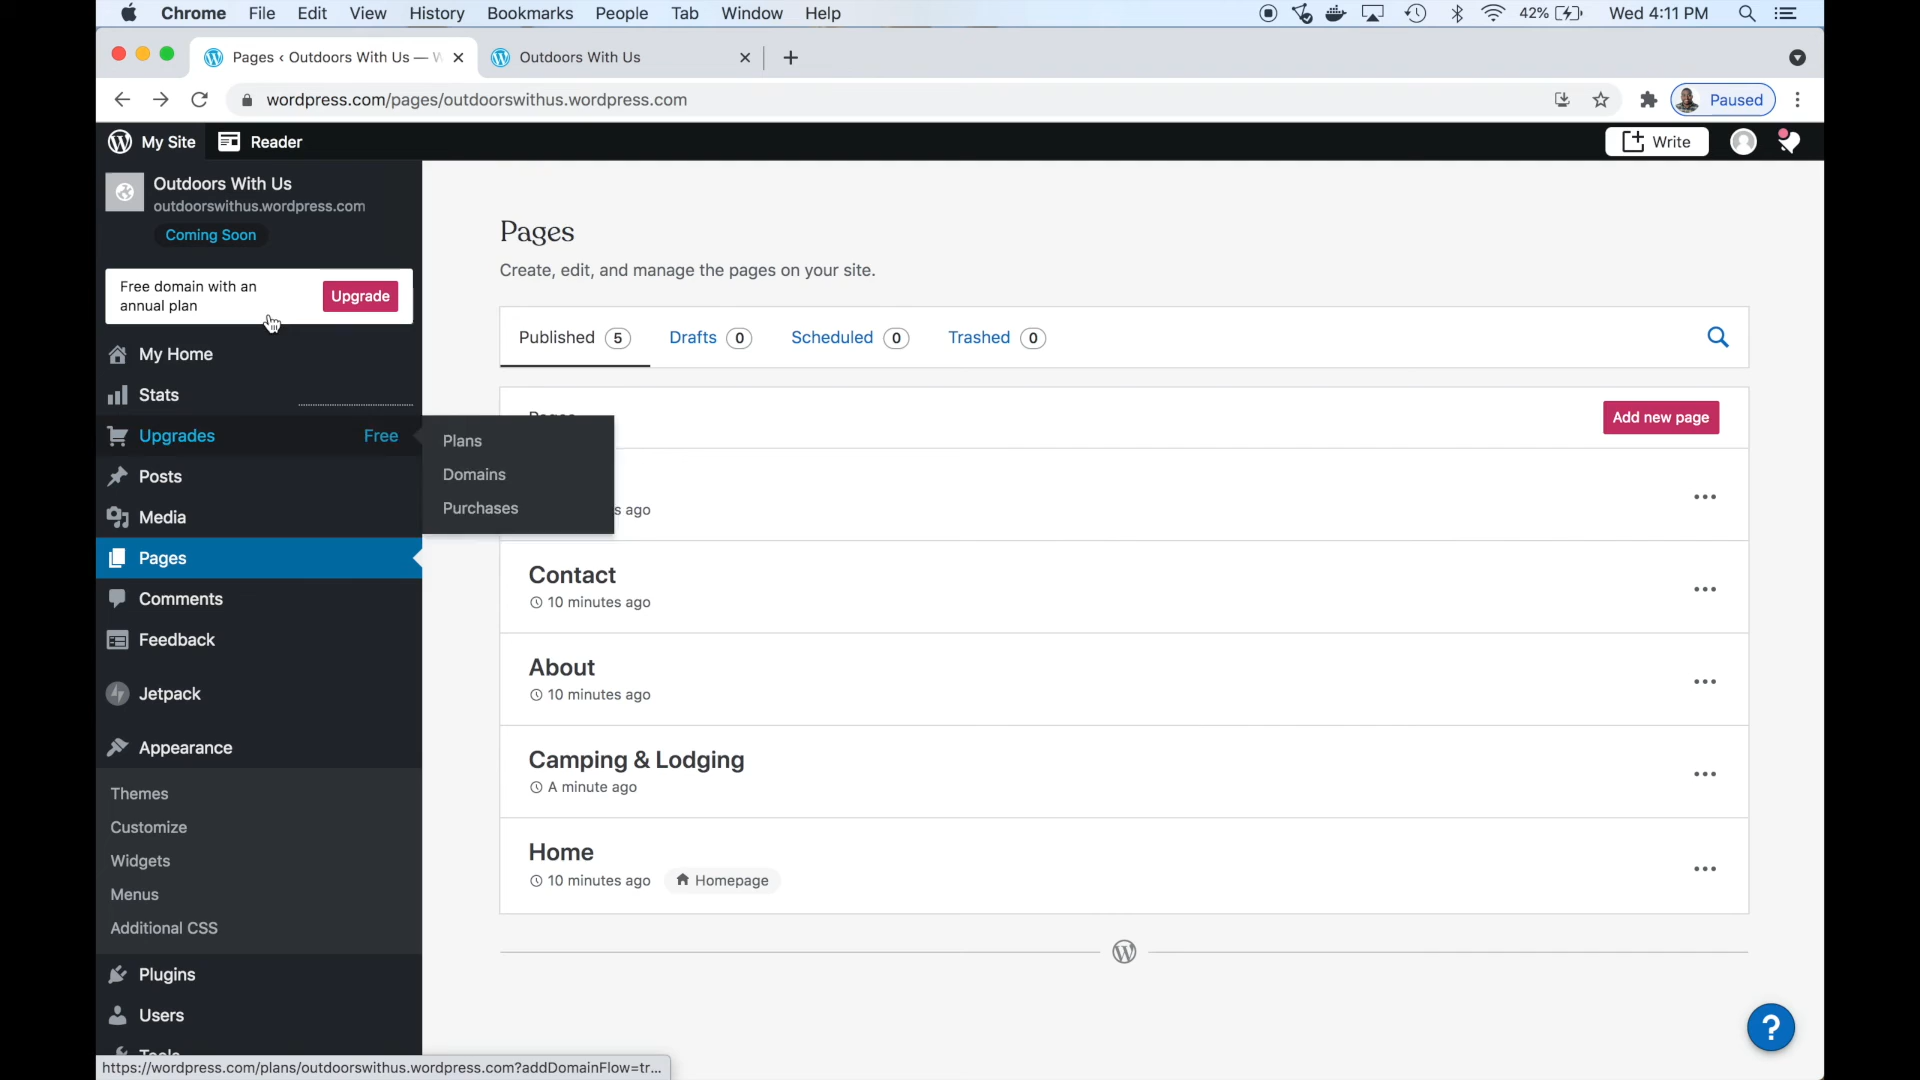 Chrome File Edit View History Bookmarks People Tab Window Help 42% Wed 4:11 PM
Pages ‹ Outdoors With Us — W Outdoors With Us
wordpress.com/pages/outdoorswithus.wordpress.com Paused
My Site Reader Write
Outdoors With Us
outdoorswithus.wordpress.com
Coming Soon
Free domain with an
annual plan
Upgrade
My Home
Stats
Upgrades Free
Posts
Media
Pages
Comments
Feedback
Jetpack
Appearance
Themes
Customize
Widgets
Menus
Additional CSS
Plugins
Users
Tools
https://wordpress.com/plans/outdoorswithus.wordpress.com?addDomainFlow=tr...
Plans
Domains
Purchases
Pages
Create, edit, and manage the pages on your site.
Published 5 Drafts 0 Scheduled 0 Trashed 0
Pages
Add new page
s ago
Contact
10 minutes ago
About
10 minutes ago
Camping & Lodging
A minute ago
Home
10 minutes ago Homepage
?